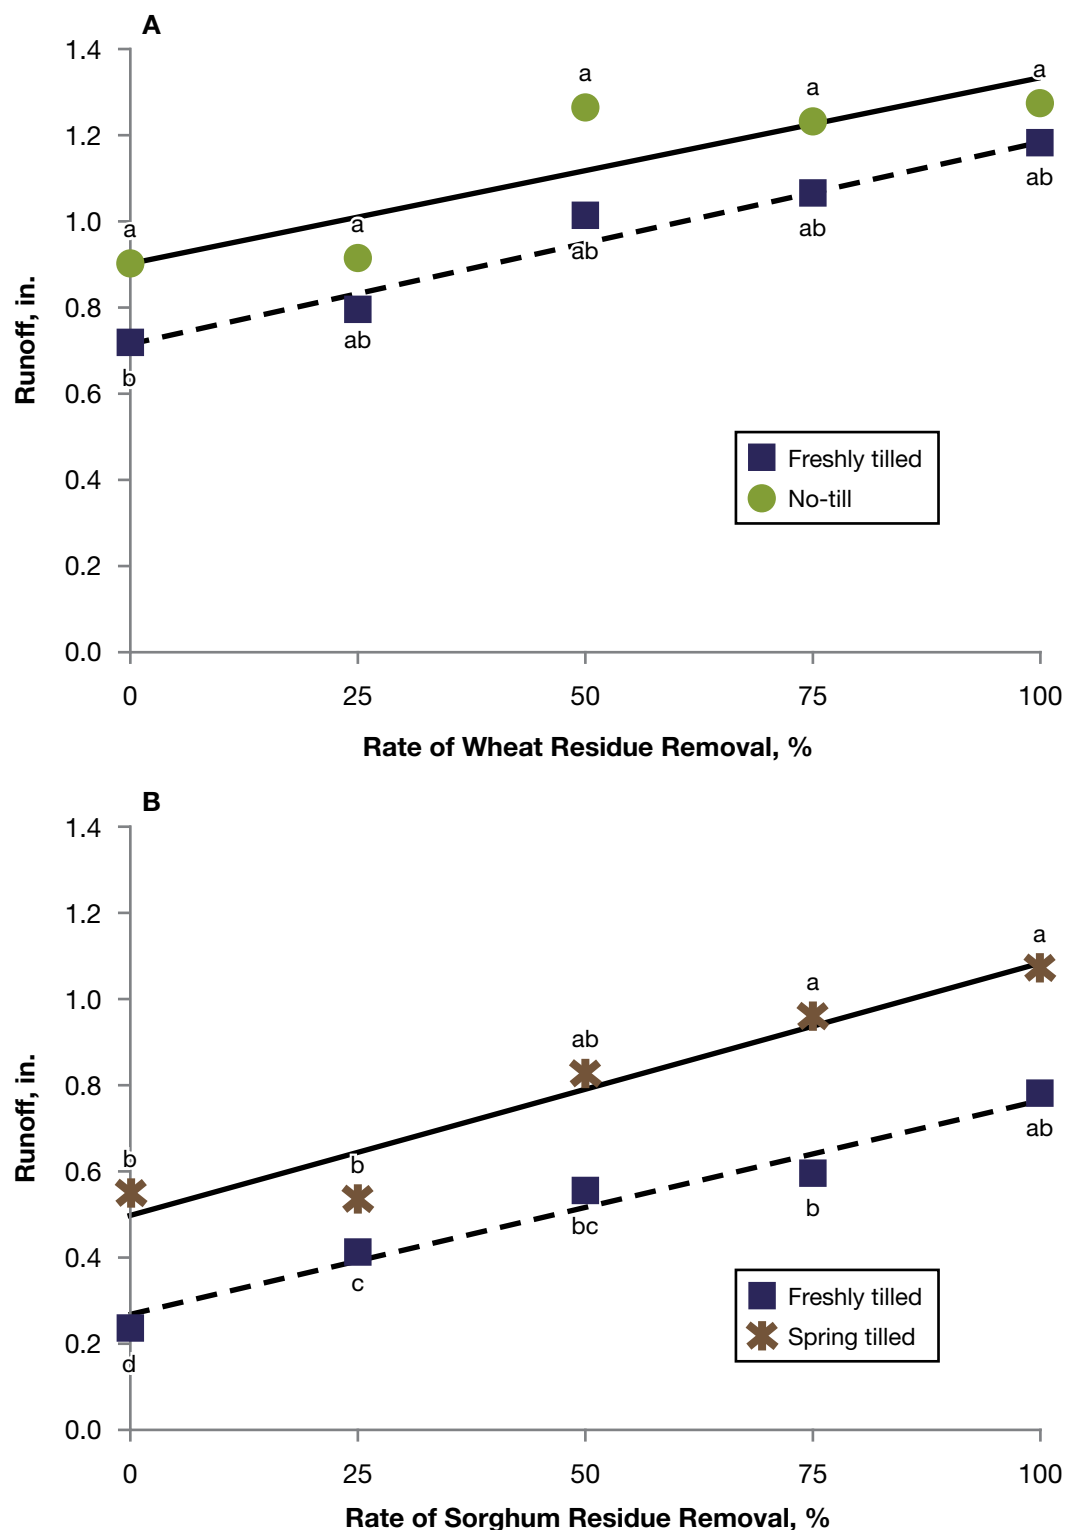 A
1.4
1.2
1.0
0.8
0.6
0.4
0.2
0.0
Runoff, in.
a
a
a
a
a
b
ab
ab
ab
ab
Freshly tilled
No-till
0 25 50 75 100
Rate of Wheat Residue Removal, %
B
1.4
1.2
1.0
0.8
0.6
0.4
0.2
0.0
Runoff, in.
b
b
ab
a
a
d
c
bc
b
ab
Freshly tilled
Spring tilled
0 25 50 75 100
Rate of Sorghum Residue Removal, %